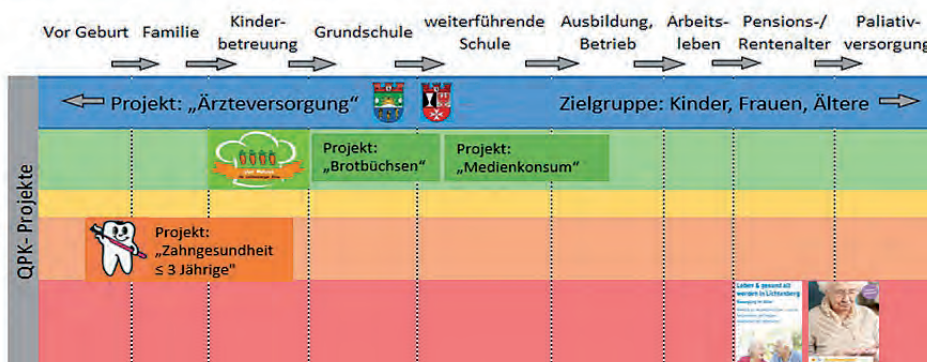 Vor Geburt
Familie
Kinder-
betreuung
Grundschule
weiterführende
Schule
Ausbildung,
Betrieb
Arbeits-
leben
Pensions-/
Rentenalter
Paliativ-
versorgung
QPK- Projekte
Projekt: „Ärzteversorgung“
Zielgruppe: Kinder, Frauen, Ältere
Projekt:
„Brotbüchsen“
Projekt:
„Medienkonsum“
Projekt:
„Zahngesundheit
≤ 3 Jährige“
Leben & gesund alt
werden in Lichtenberg